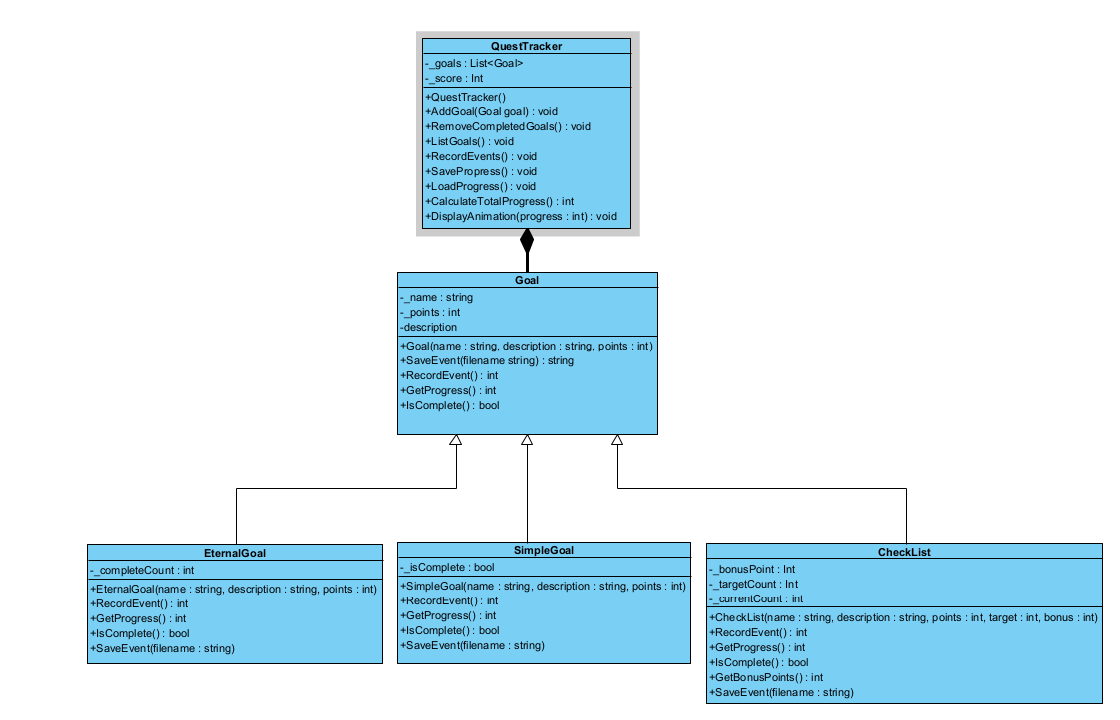 QuestTracker
-_goals : List<Goal>
-_score : Int
+QuestTracker()
+AddGoal(Goal goal) : void
+RemoveCompletedGoals() : void
+ListGoals() : void
+RecordEvents() : void
+SavePropress() : void
+LoadProgress() : void
+CalculateTotalProgress() : int
+DisplayAnimation(progress : int) : void
Goal
-_name : string
-_points : int
-description
+Goal(name : string, description : string, points : int)
+SaveEvent(filename string) : string
+RecordEvent() : int
+GetProgress() : int
+IsComplete() : bool
EternalGoal
-_completeCount : int
+EternalGoal(name : string, description : string, points : int)
+RecordEvent() : int
+GetProgress() : int
+IsComplete() : bool
+SaveEvent(filename : string)
SimpleGoal
-_isComplete : bool
+SimpleGoal(name : string, description : string, points : int)
+RecordEvent() : int
+GetProgress() : int
+IsComplete() : bool
+SaveEvent(filename : string)
CheckList
-_bonusPoint : Int
-_targetCount : Int
-_currentCount : int
+CheckList(name : string, description : string, points : int, target : int, bonus : int)
+RecordEvent() : int
+GetProgress() : int
+IsComplete() : bool
+GetBonusPoints() : int
+SaveEvent(filename : string)